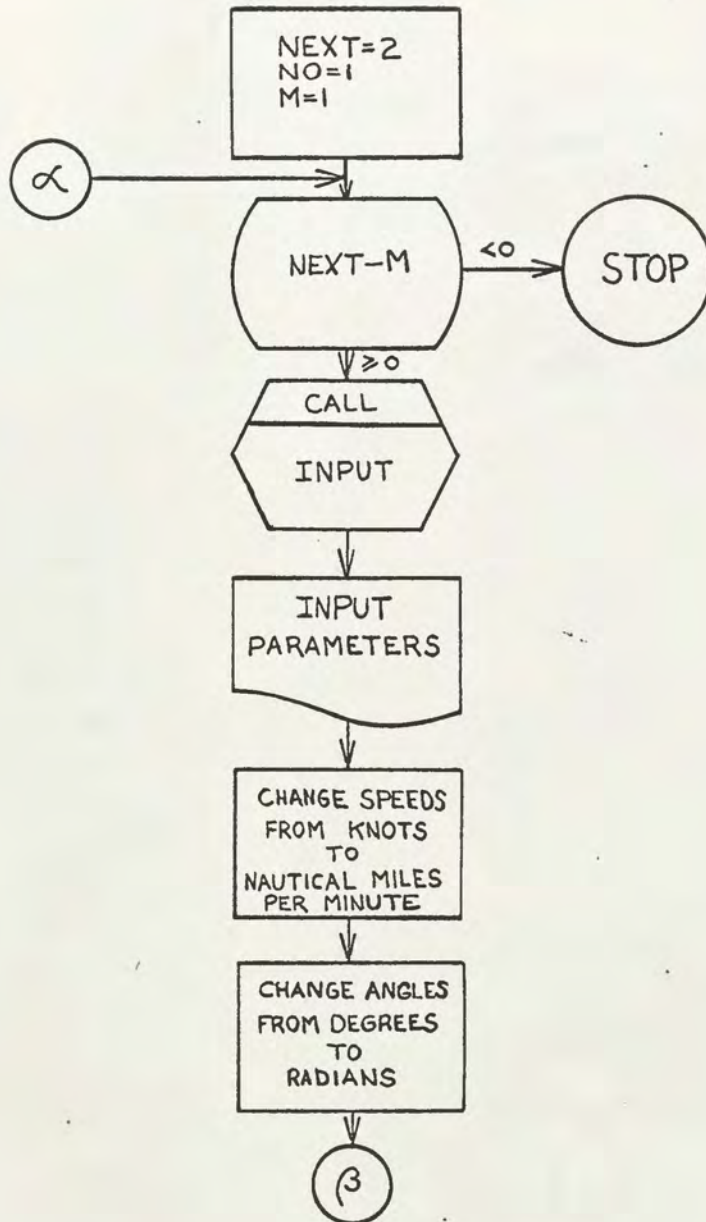 NEXT=2
NO=1
M=1
α
NEXT-M
<0
STOP
≥0
CALL
INPUT
INPUT
PARAMETERS
CHANGE SPEEDS
FROM KNOTS
TO
NAUTICAL MILES
PER MINUTE
CHANGE ANGLES
FROM DEGREES
TO
RADIANS
β